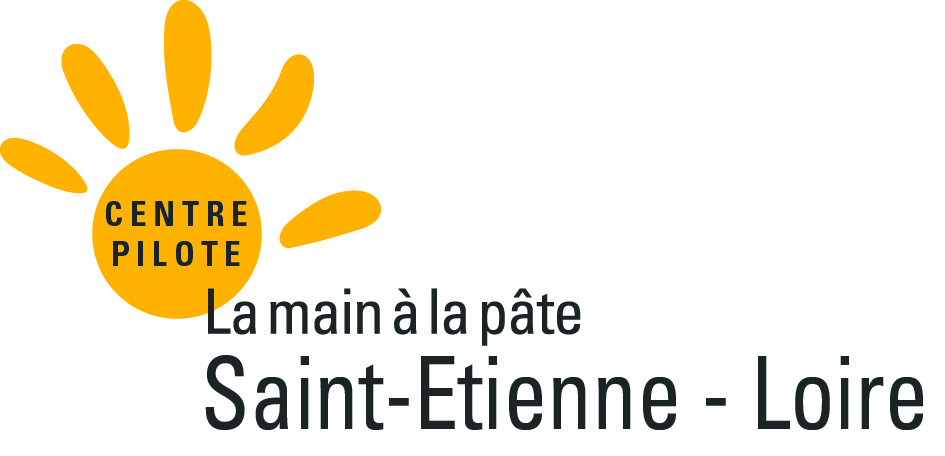 CENTRE
PILOTE
La main à la pâte
Saint-Etienne - Loire